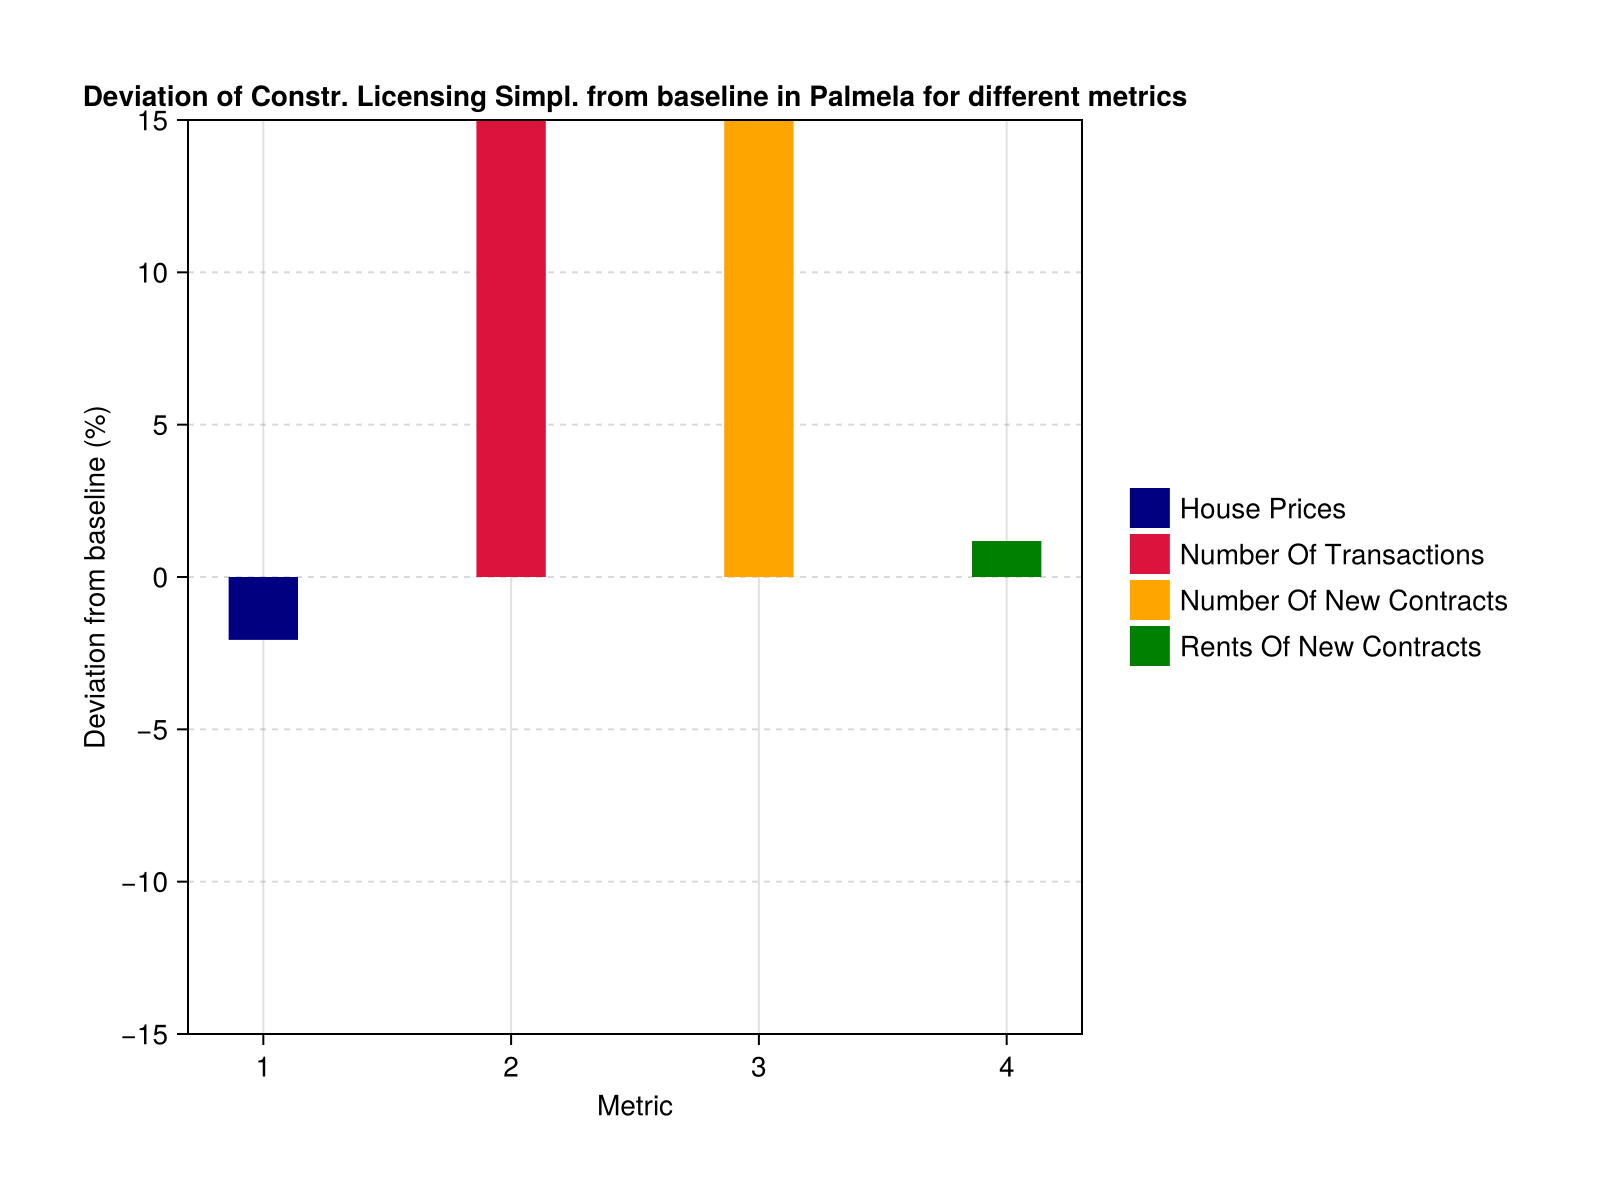 Deviation of Constr. Licensing Simpl. from baseline in Palmela for different metrics
15
10
5
0
−5
−10
−15
Deviation from baseline (%)
1 2 3 4
Metric
House Prices
Number Of Transactions
Number Of New Contracts
Rents Of New Contracts